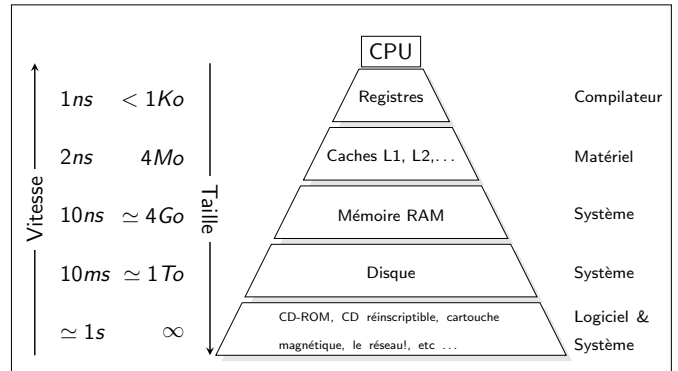 CPU
1ns < 1Ko Registres Compilateur
2ns 4Mo Caches L1, L2,... Matériel
10ns ≃ 4Go Mémoire RAM Système
10ms ≃ 1To Disque Système
≃ 1s ∞ CD-ROM, CD réinscriptible, cartouche
magnétique, le réseau!, etc ...
Logiciel &
Système
Vitesse
Taille